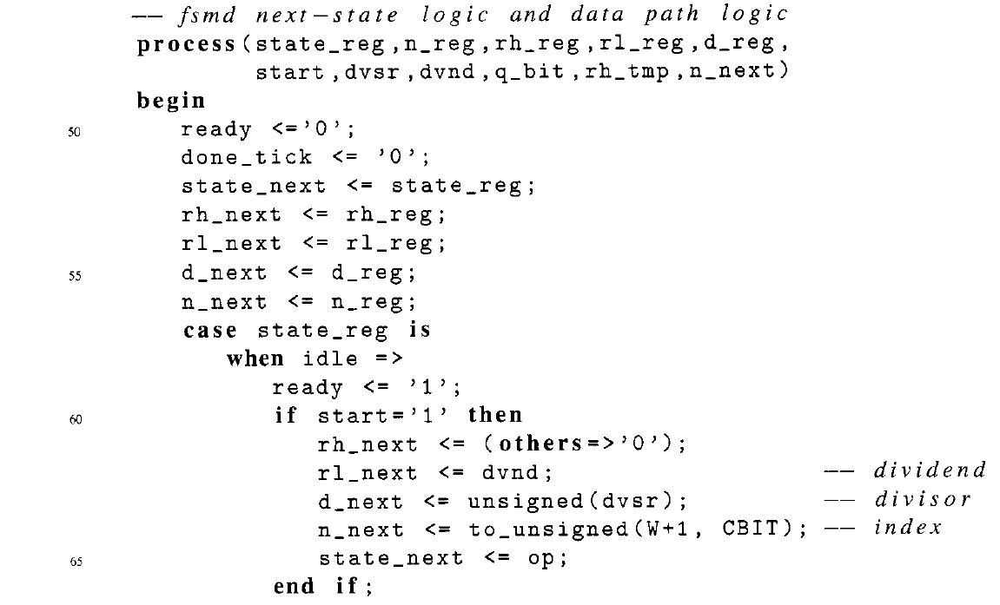 -- fsmd next-state logic and data path logic
process(state_reg,n_reg,rh_reg,rl_reg,d_reg,
start,dvsr,dvnd,q_bit,rh_tmp,n_next)
begin
50 ready <='0';
done_tick <= '0';
state_next <= state_reg;
rh_next <= rh_reg;
rl_next <= rl_reg;
55 d_next <= d_reg;
n_next <= n_reg;
case state_reg is
when idle =>
ready <= '1';
60 if start='1' then
rh_next <= (others=>'0');
rl_next <= dvnd; -- dividend
d_next <= unsigned(dvsr); -- divisor
n_next <= to_unsigned(W+1, CBIT); -- index
65 state_next <= op;
end if;